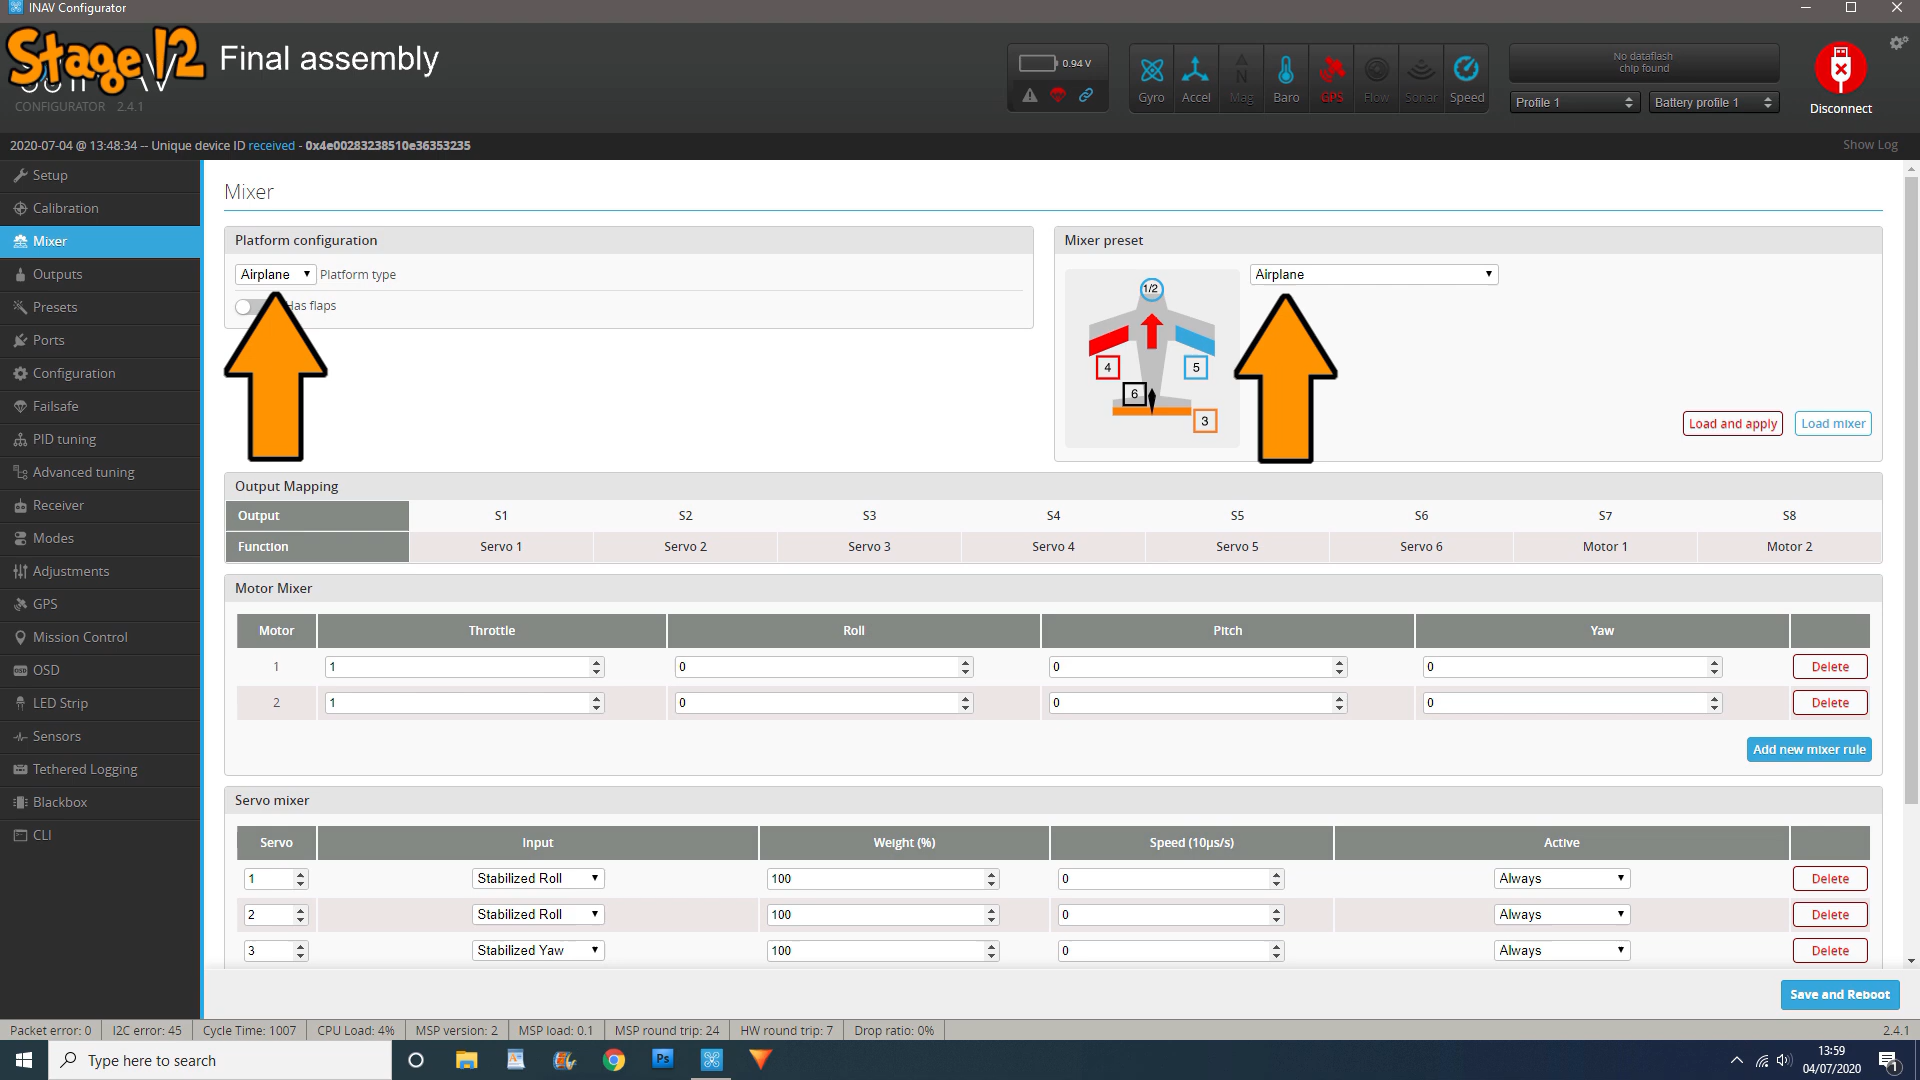 INAV Configurator
Stage 12 Final assembly
CONFIGURATOR 2.4.1
0.94 V
Gyro Accel Mag Baro GPS Flow Sonar Speed
No dataflash
chip found
Profile 1 Battery profile 1
Disconnect
2020-07-04 @ 13:48:34 -- Unique device ID received - 0x4e00283238510e36353235
Show Log
Setup
Calibration
Mixer
Outputs
Presets
Ports
Configuration
Failsafe
PID tuning
Advanced tuning
Receiver
Modes
Adjustments
GPS
Mission Control
OSD
LED Strip
Sensors
Tethered Logging
Blackbox
CLI
Mixer
Platform configuration
Airplane Platform type
Has flaps
Mixer preset
Airplane
1/2
4 5
6
3
Load and apply Load mixer
Output Mapping
Output S1 S2 S3 S4 S5 S6 S7 S8
Function Servo 1 Servo 2 Servo 3 Servo 4 Servo 5 Servo 6 Motor 1 Motor 2
Motor Mixer
Motor Throttle Roll Pitch Yaw
1 1 0 0 0 Delete
2 1 0 0 0 Delete
Add new mixer rule
Servo mixer
Servo Input Weight (%) Speed (10µs/s) Active
1 Stabilized Roll 100 0 Always Delete
2 Stabilized Roll 100 0 Always Delete
3 Stabilized Yaw 100 0 Always Delete
Save and Reboot
Packet error: 0 I2C error: 45 Cycle Time: 1007 CPU Load: 4% MSP version: 2 MSP load: 0.1 MSP round trip: 24 HW round trip: 7 Drop ratio: 0% 2.4.1
Type here to search
Ps
13:59
04/07/2020
1